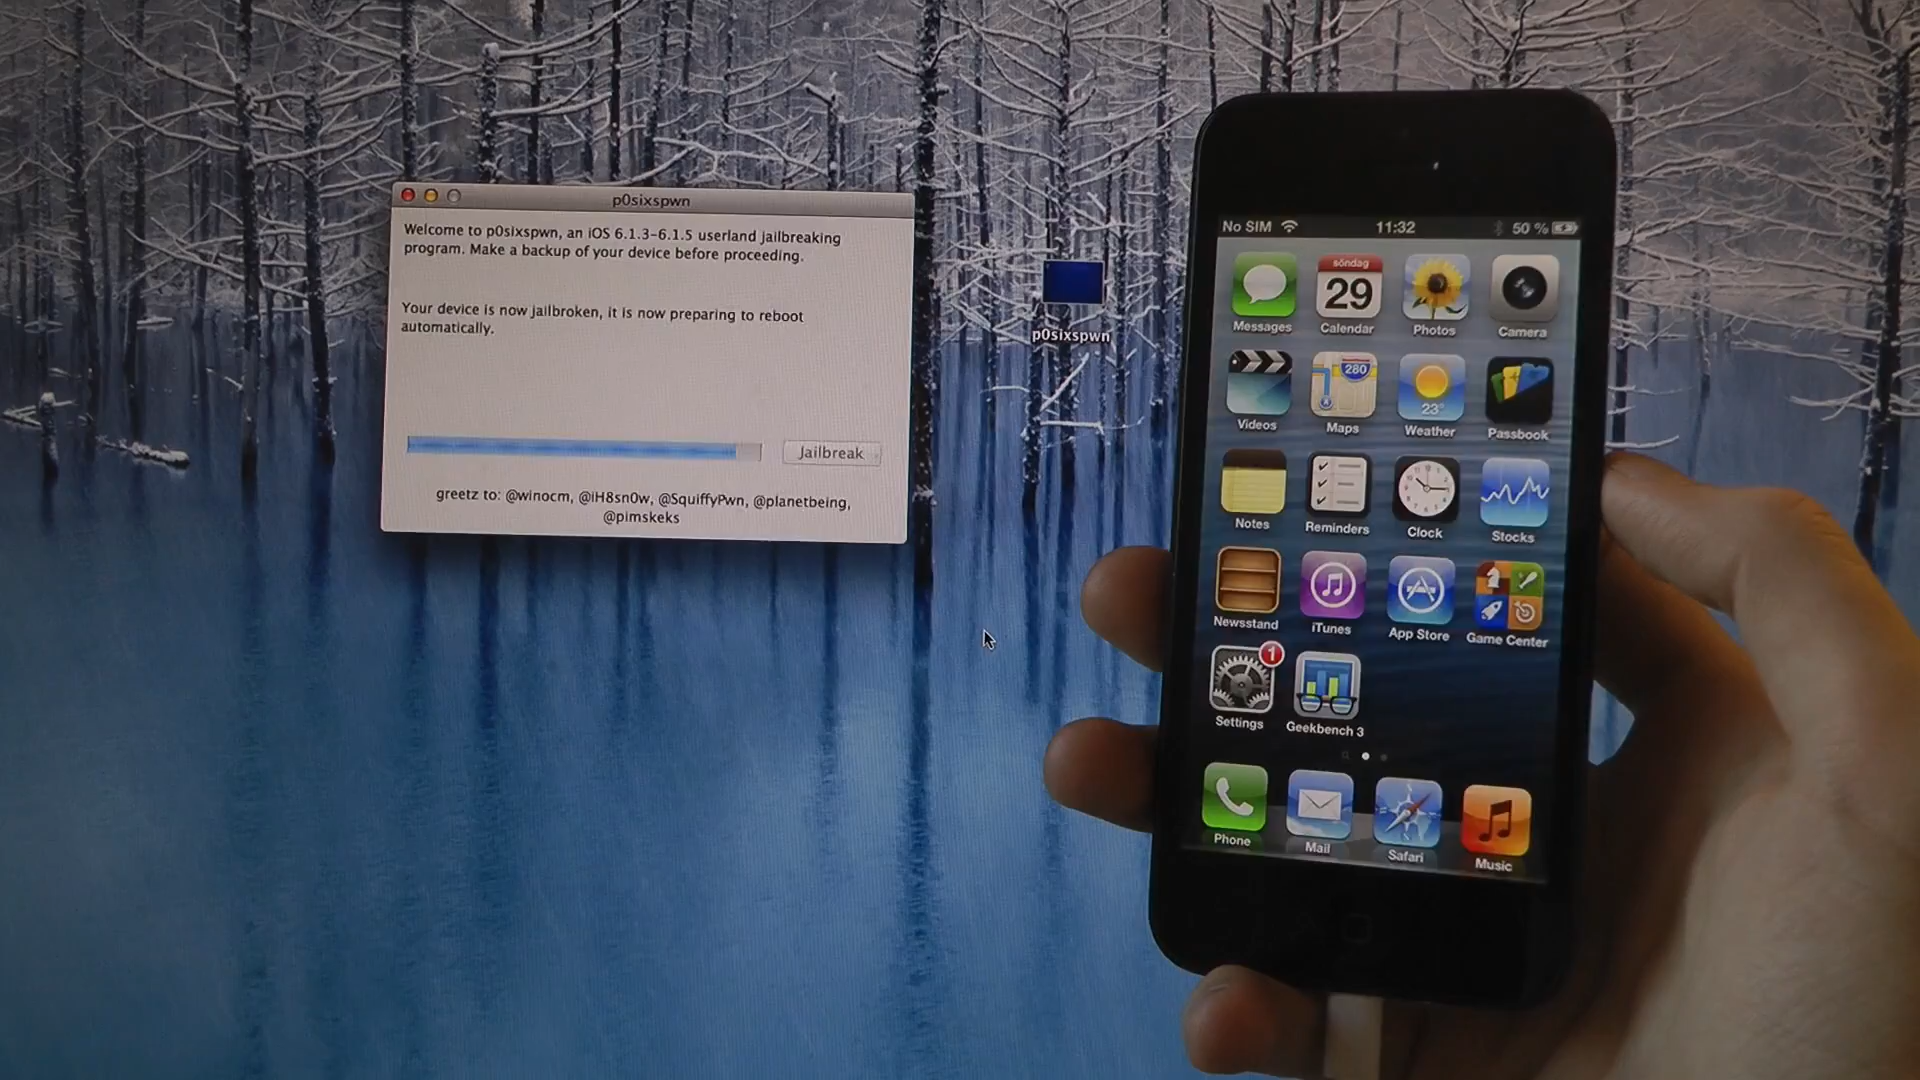 p0sixspwn
Welcome to p0sixspwn, an iOS 6.1.3-6.1.5 userland jailbreaking
program. Make a backup of your device before proceeding.
Your device is now jailbroken, it is now preparing to reboot
automatically.
Jailbreak
greetz to: @winocm, @iH8sn0w, @SquiffyPwn, @planetbeing,
@pimskeks
p0sixspwn
No SIM 11:32 50 %
söndag
29
Messages Calendar Photos Camera
280
23°
Videos Maps Weather Passbook
Notes Reminders Clock Stocks
Newsstand iTunes App Store Game Center
1
Settings Geekbench 3
Phone Mail Safari Music